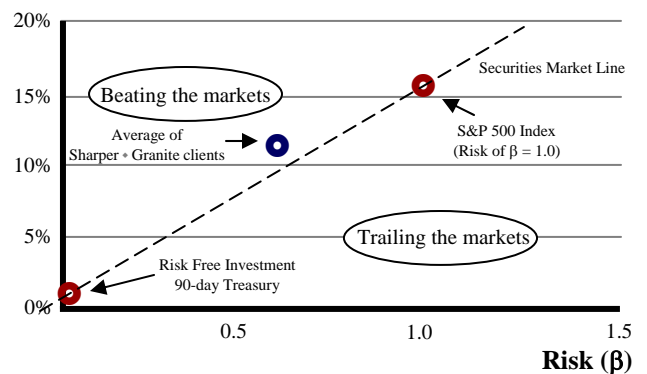 20%
Securities Market Line
Beating the markets
15%
Average of
Sharper • Granite clients
S&P 500 Index
(Risk of β = 1.0)
10%
5%
Trailing the markets
Risk Free Investment
90-day Treasury
0%
0.5 1.0 1.5
Risk (β)